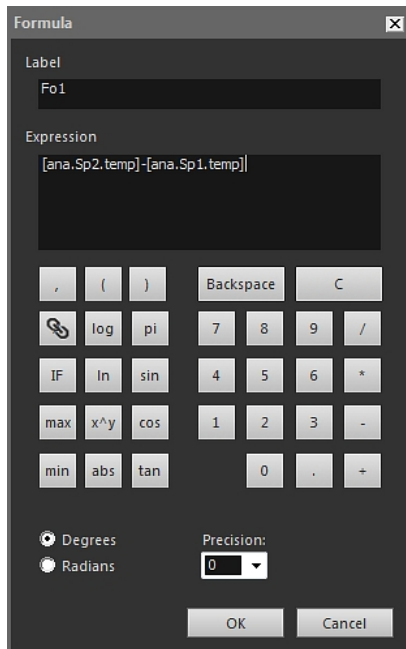 Formula
Label
Fo1
Expression
[ana.Sp2.temp]-[ana.Sp1.temp]
, ( ) Backspace C
log pi 7 8 9 /
IF ln sin 4 5 6 *
max x^y cos 1 2 3 -
min abs tan 0 . +
Degrees Precision:
Radians 0
OK Cancel